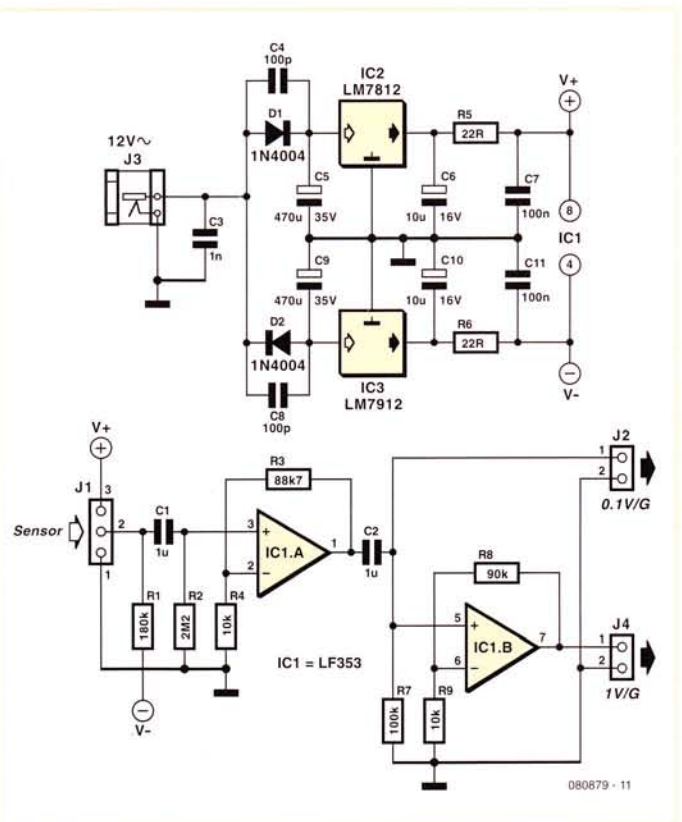 C4
100p
IC2
LM7812
V+
+
D1
1N4004
R5
22R
12V~
J3
C3
1n
C5
470u 35V
C6
10u 16V
C7
100n
8
IC1
4
C9
470u 35V
C10
10u 16V
C11
100n
D2
1N4004
R6
22R
C8
100p
IC3
LM7912
−
V-
V+
+
J1
3
2
1
Sensor
C1
1u
R3
88k7
3
+
2
−
IC1.A
1
C2
1u
R1
180k
R2
2M2
R4
10k
−
V-
IC1 = LF353
J2
1
2
0.1V/G
R8
90k
5
+
6
−
IC1.B
7
J4
1
2
1V/G
R7
100k
R9
10k
080879 - 11